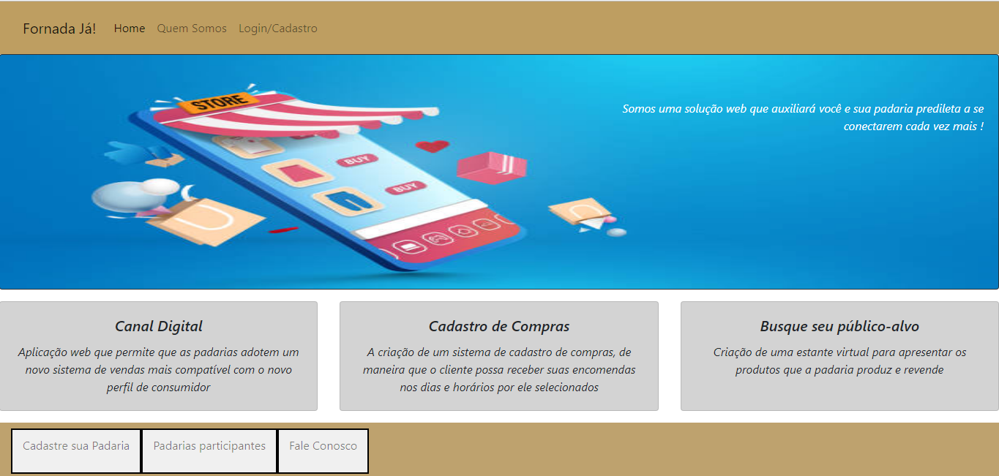 Fornada Já! Home Quem Somos Login/Cadastro
STORE
BUY
BUY
Somos uma solução web que auxiliará você e sua padaria predileta a se
conectarem cada vez mais !
Canal Digital
Aplicação web que permite que as padarias adotem um
novo sistema de vendas mais compatível com o novo
perfil de consumidor
Cadastro de Compras
A criação de um sistema de cadastro de compras, de
maneira que o cliente possa receber suas encomendas
nos dias e horários por ele selecionados
Busque seu público-alvo
Criação de uma estante virtual para apresentar os
produtos que a padaria produz e revende
Cadastre sua Padaria Padarias participantes Fale Conosco